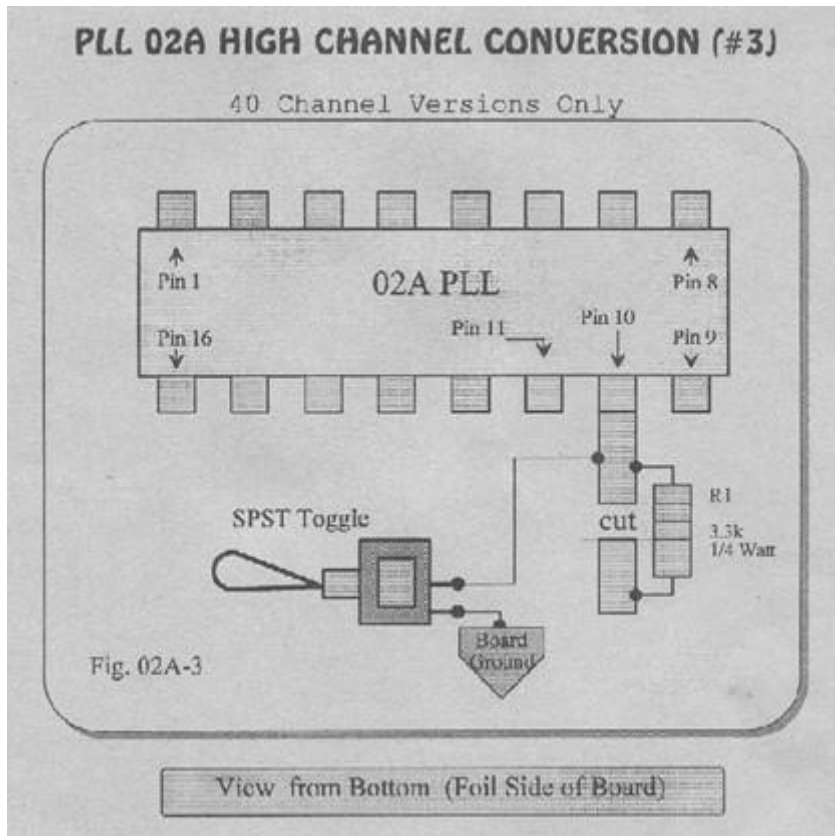 PLL 02A HIGH CHANNEL CONVERSION (#3)
40 Channel Versions Only
Pin 1
02A PLL
Pin 8
Pin 16
Pin 11
Pin 10
Pin 9
SPST Toggle
R1
cut
3.3k
1/4 Watt
Board
Ground
Fig. 02A-3
View from Bottom (Foil Side of Board)